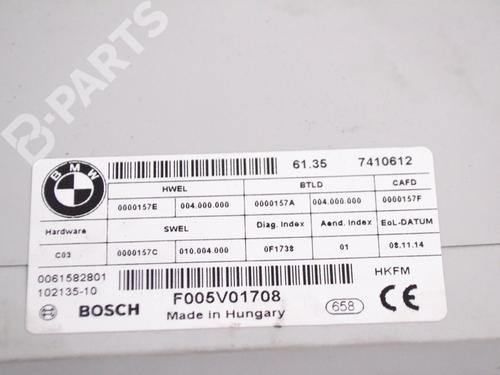 B-PARTS
BMW
61.35 7410612
HWEL BTLD CAFD
0000157E 004.000.000 0000157A 004.000.000 0000157F
Hardware SWEL Diag. Index Aend. Index EoL-DATUM
C03 0000157C 010.004.000 0F1738 01 08.11.14
0061582801
102135-10
HKFM
BOSCH F005V01708
Made in Hungary
658 CE